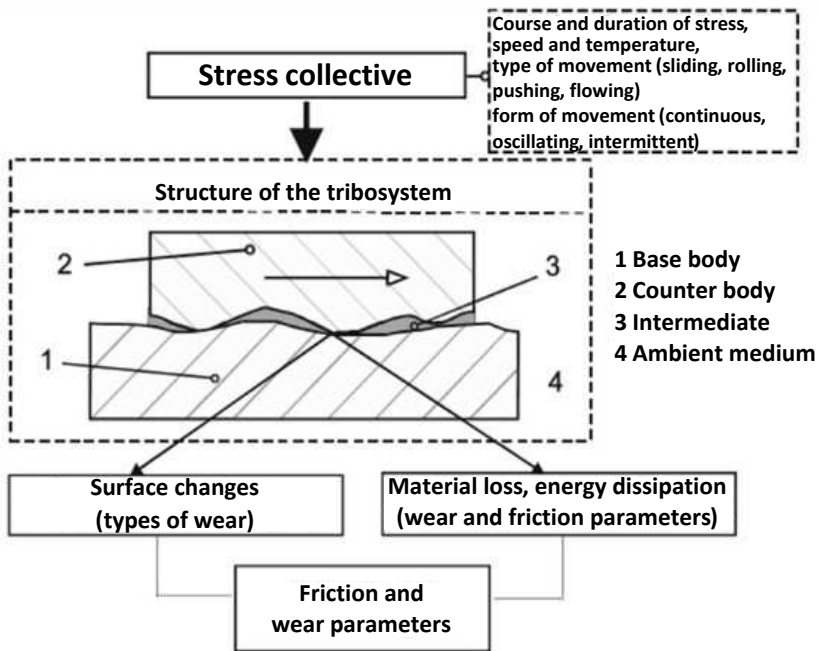 Course and duration of stress,
speed and temperature,
type of movement (sliding, rolling,
pushing, flowing)
form of movement (continuous,
oscillating, intermittent)
Stress collective
Structure of the tribosystem
2
3
1
4
1 Base body
2 Counter body
3 Intermediate
4 Ambient medium
Surface changes
(types of wear)
Material loss, energy dissipation
(wear and friction parameters)
Friction and
wear parameters